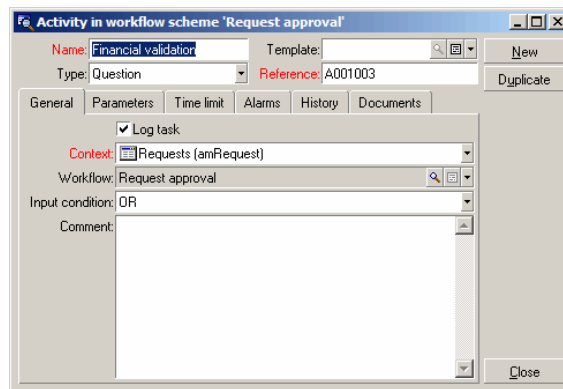 Activity in workflow scheme 'Request approval'
Name: Financial validation Template: New
Type: Question Reference: A001003 Duplicate
General Parameters Time limit Alarms History Documents
Log task
Context: Requests (amRequest)
Workflow: Request approval
Input condition: OR
Comment:
Close